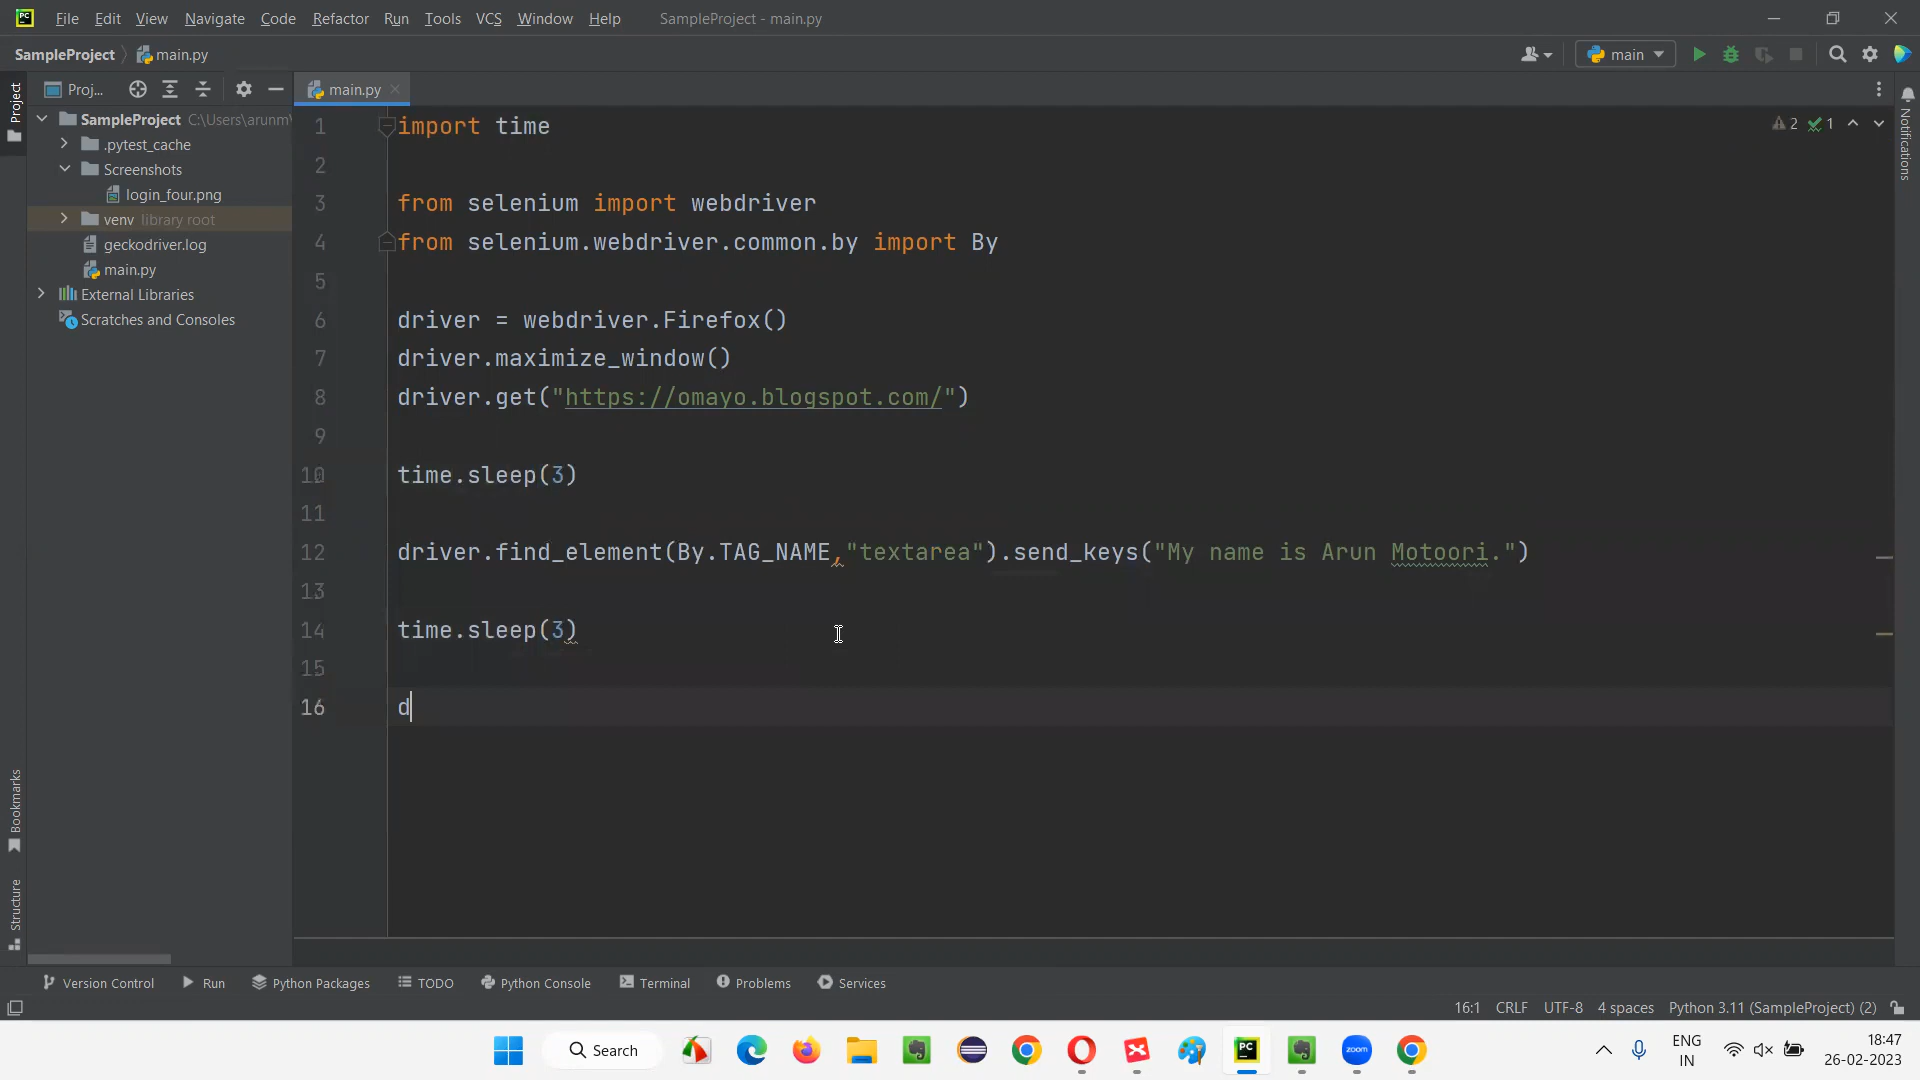 PC File Edit View Navigate Code Refactor Run Tools VCS Window Help SampleProject - main.py
SampleProject main.py main
Project
Proj... main.py
Notifications
SampleProject C:\Users\arunm\
.pytest_cache
Screenshots
login_four.png
venv library root
geckodriver.log
main.py
External Libraries
Scratches and Consoles
2 1
1 import time
2
3 from selenium import webdriver
4 from selenium.webdriver.common.by import By
5
6 driver = webdriver.Firefox()
7 driver.maximize_window()
8 driver.get("https://omayo.blogspot.com/")
9
10 time.sleep(3)
11
12 driver.find_element(By.TAG_NAME,"textarea").send_keys("My name is Arun Motoori.")
13
14 time.sleep(3)
15
16 d
Bookmarks
Structure
Version Control Run Python Packages TODO Python Console Terminal Problems Services
16:1 CRLF UTF-8 4 spaces Python 3.11 (SampleProject) (2)
Search PC zoom ENG IN 18:47
26-02-2023